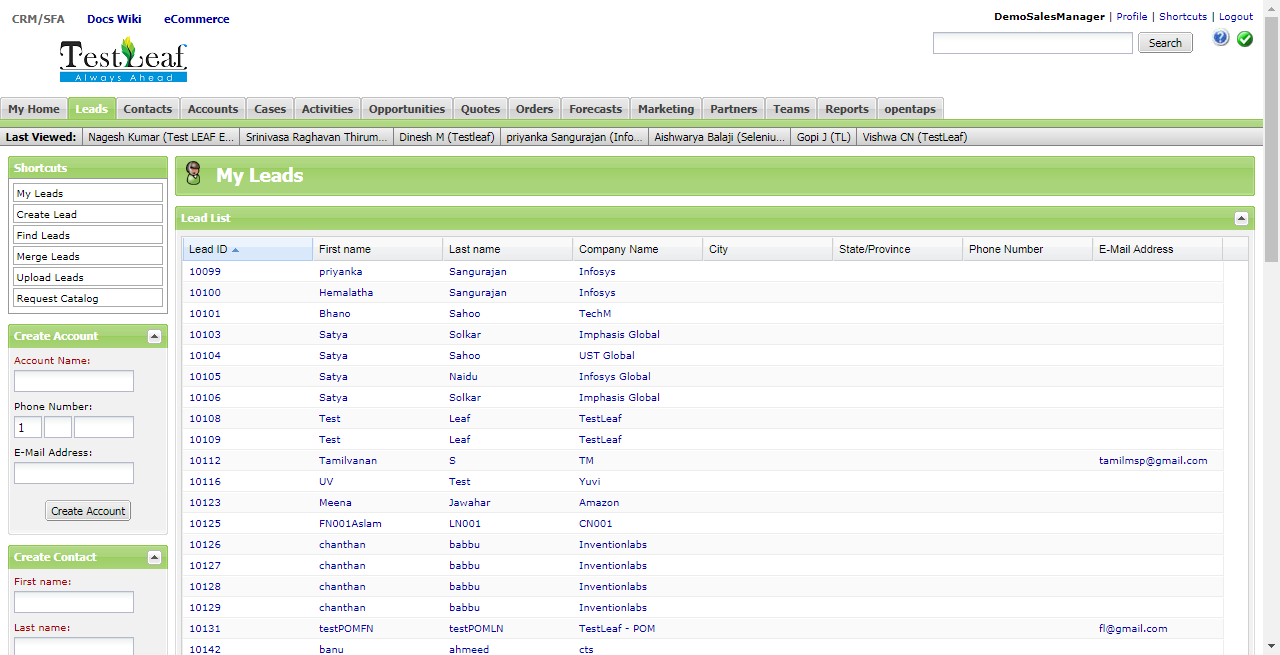 CRM/SFA Docs Wiki eCommerce
DemoSalesManager | Profile | Shortcuts | Logout
TestLeaf
Always Ahead
Search
My Home Leads Contacts Accounts Cases Activities Opportunities Quotes Orders Forecasts Marketing Partners Teams Reports opentaps
Last Viewed: Nagesh Kumar (Test LEAF E... Srinivasa Raghavan Thirum... Dinesh M (Testleaf) priyanka Sangurajan (Info... Aishwarya Balaji (Seleniu... Gopi J (TL) Vishwa CN (TestLeaf)
Shortcuts
My Leads
Create Lead
Find Leads
Merge Leads
Upload Leads
Request Catalog
Create Account
Account Name:
Phone Number:
1
E-Mail Address:
Create Account
Create Contact
First name:
Last name:
My Leads
Lead List
Lead ID First name Last name Company Name City State/Province Phone Number E-Mail Address
10099 priyanka Sangurajan Infosys
10100 Hemalatha Sangurajan Infosys
10101 Bhano Sahoo TechM
10103 Satya Solkar Imphasis Global
10104 Satya Sahoo UST Global
10105 Satya Naidu Infosys Global
10106 Satya Solkar Imphasis Global
10108 Test Leaf TestLeaf
10109 Test Leaf TestLeaf
10112 Tamilvanan S TM tamilmsp@gmail.com
10116 UV Test Yuvi
10123 Meena Jawahar Amazon
10125 FN001Aslam LN001 CN001
10126 chanthan babbu Inventionlabs
10127 chanthan babbu Inventionlabs
10128 chanthan babbu Inventionlabs
10129 chanthan babbu Inventionlabs
10131 testPOMFN testPOMLN TestLeaf - POM fl@gmail.com
10142 banu ahmeed cts